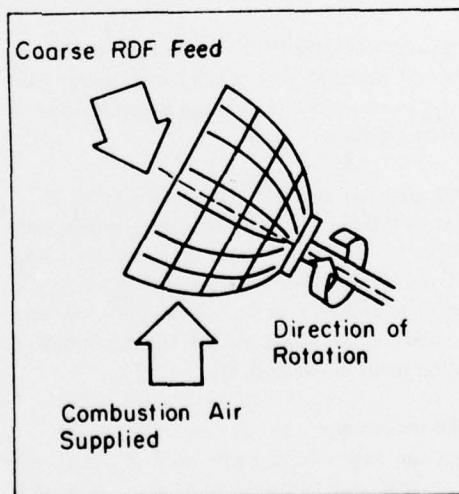 Coarse RDF Feed
Direction of
Rotation
Combustion Air
Supplied